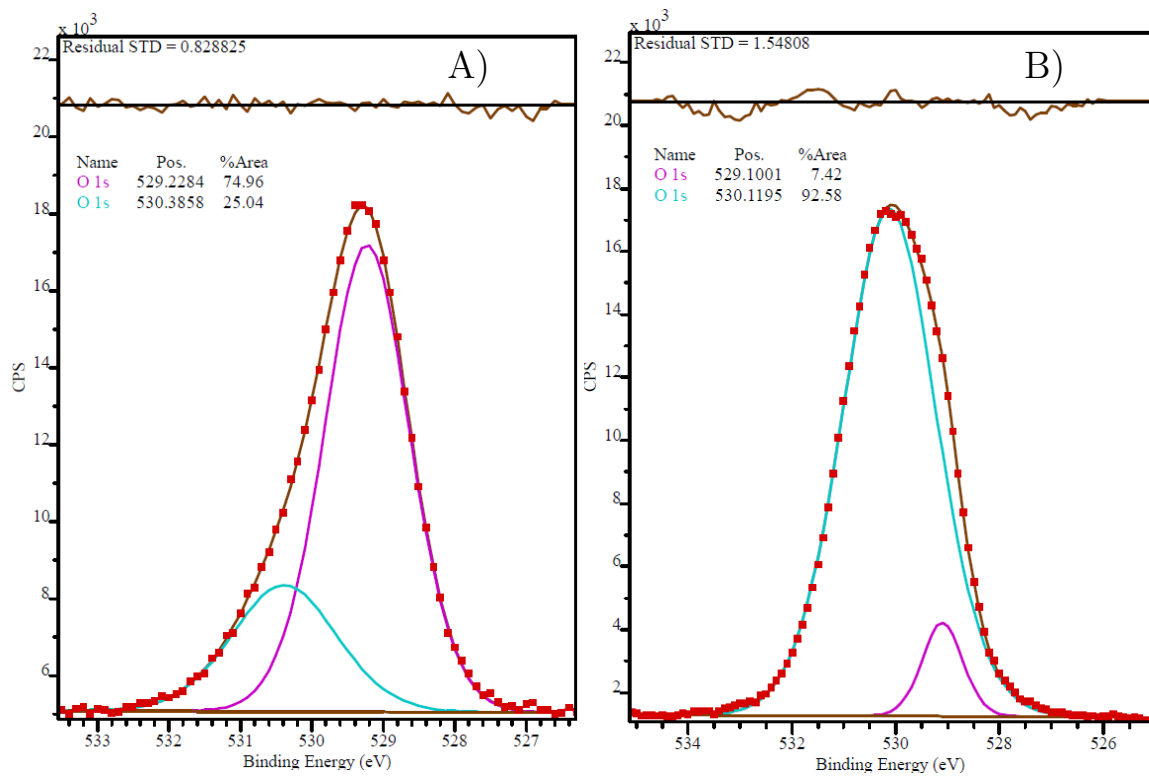 x 10³
Residual STD = 0.828825
A)
22
20
18
16
14
12
10
8
6
Name Pos. %Area
O 1s 529.2284 74.96
O 1s 530.3858 25.04
CPS
533 532 531 530 529 528 527
Binding Energy (eV)
x 10³
Residual STD = 1.54808
B)
22
20
18
16
14
12
10
8
6
4
2
Name Pos. %Area
O 1s 529.1001 7.42
O 1s 530.1195 92.58
CPS
534 532 530 528 526
Binding Energy (eV)